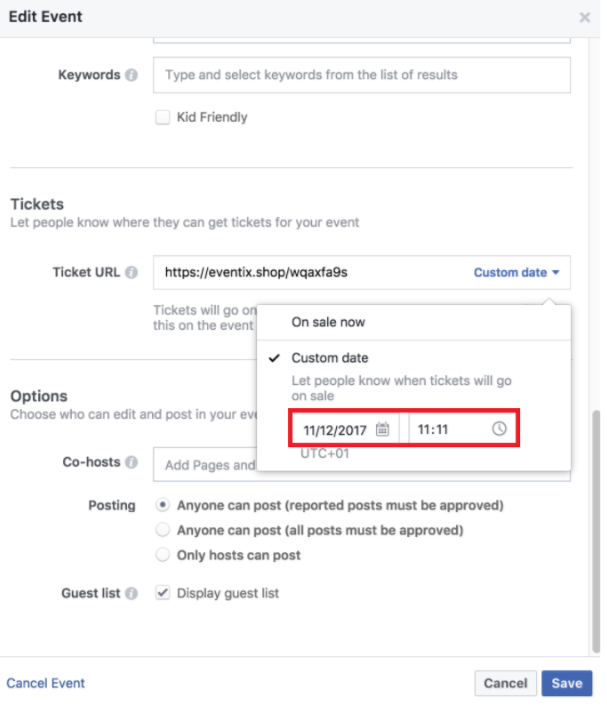 Edit Event
Keywords
Type and select keywords from the list of results
Kid Friendly
Tickets
Let people know where they can get tickets for your event
Ticket URL
https://eventix.shop/wqaxfa9s
Custom date
Tickets will go on
this on the event
On sale now
Custom date
Let people know when tickets will go
on sale
11/12/2017
11:11
UTC+01
Options
Choose who can edit and post in your eve
Co-hosts
Add Pages and
Posting
Anyone can post (reported posts must be approved)
Anyone can post (all posts must be approved)
Only hosts can post
Guest list
Display guest list
Cancel Event
Cancel
Save